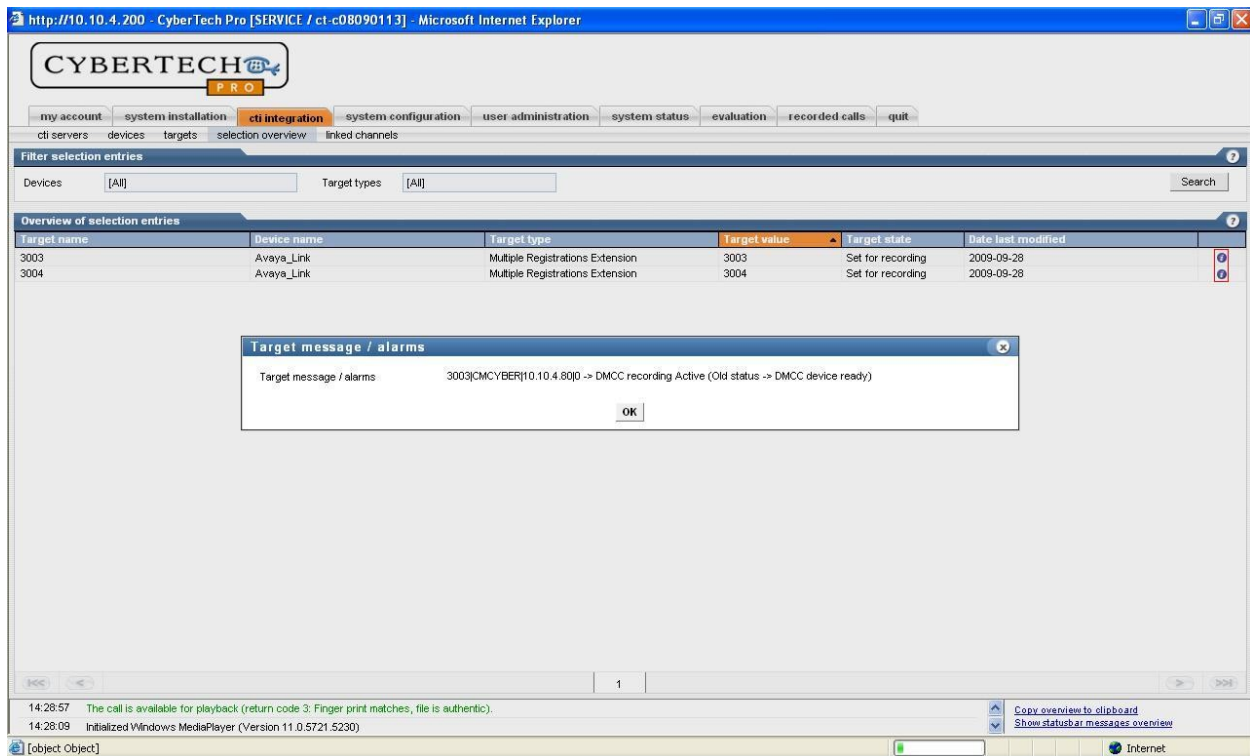 http://10.10.4.200 - CyberTech Pro [SERVICE / ct-c08090113] - Microsoft Internet Explorer
CYBERTECH
PRO
my account system installation cti integration system configuration user administration system status evaluation recorded calls quit
cti servers devices targets selection overview linked channels
Filter selection entries ?
Devices [All] Target types [All] Search
Overview of selection entries ?
Target name Device name Target type Target value Target state Date last modified
3003 Avaya_Link Multiple Registrations Extension 3003 Set for recording 2009-09-28
3004 Avaya_Link Multiple Registrations Extension 3004 Set for recording 2009-09-28
Target message / alarms
Target message / alarms 3003|CMCYBER|10.10.4.80|0 -> DMCC recording Active (Old status -> DMCC device ready)
OK
1
14:28:57 The call is available for playback (return code 3: Finger print matches, file is authentic).
14:28:09 Initialized Windows MediaPlayer (Version 11.0.5721.5230)
Copy overview to clipboard
Show statusbar messages overview
[object Object] Internet